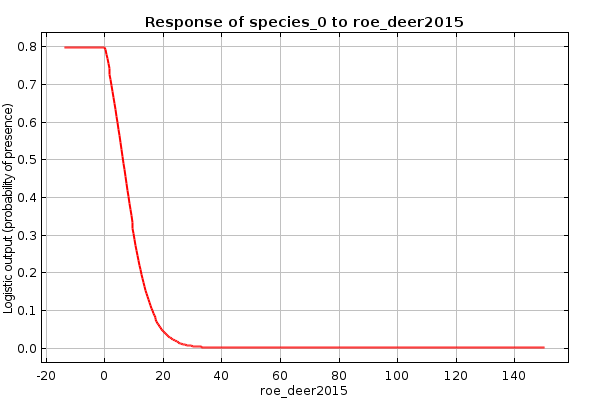 Response of species_0 to roe_deer2015
Logistic output (probability of presence)
0.8
0.7
0.6
0.5
0.4
0.3
0.2
0.1
0.0
-20 0 20 40 60 80 100 120 140
roe_deer2015